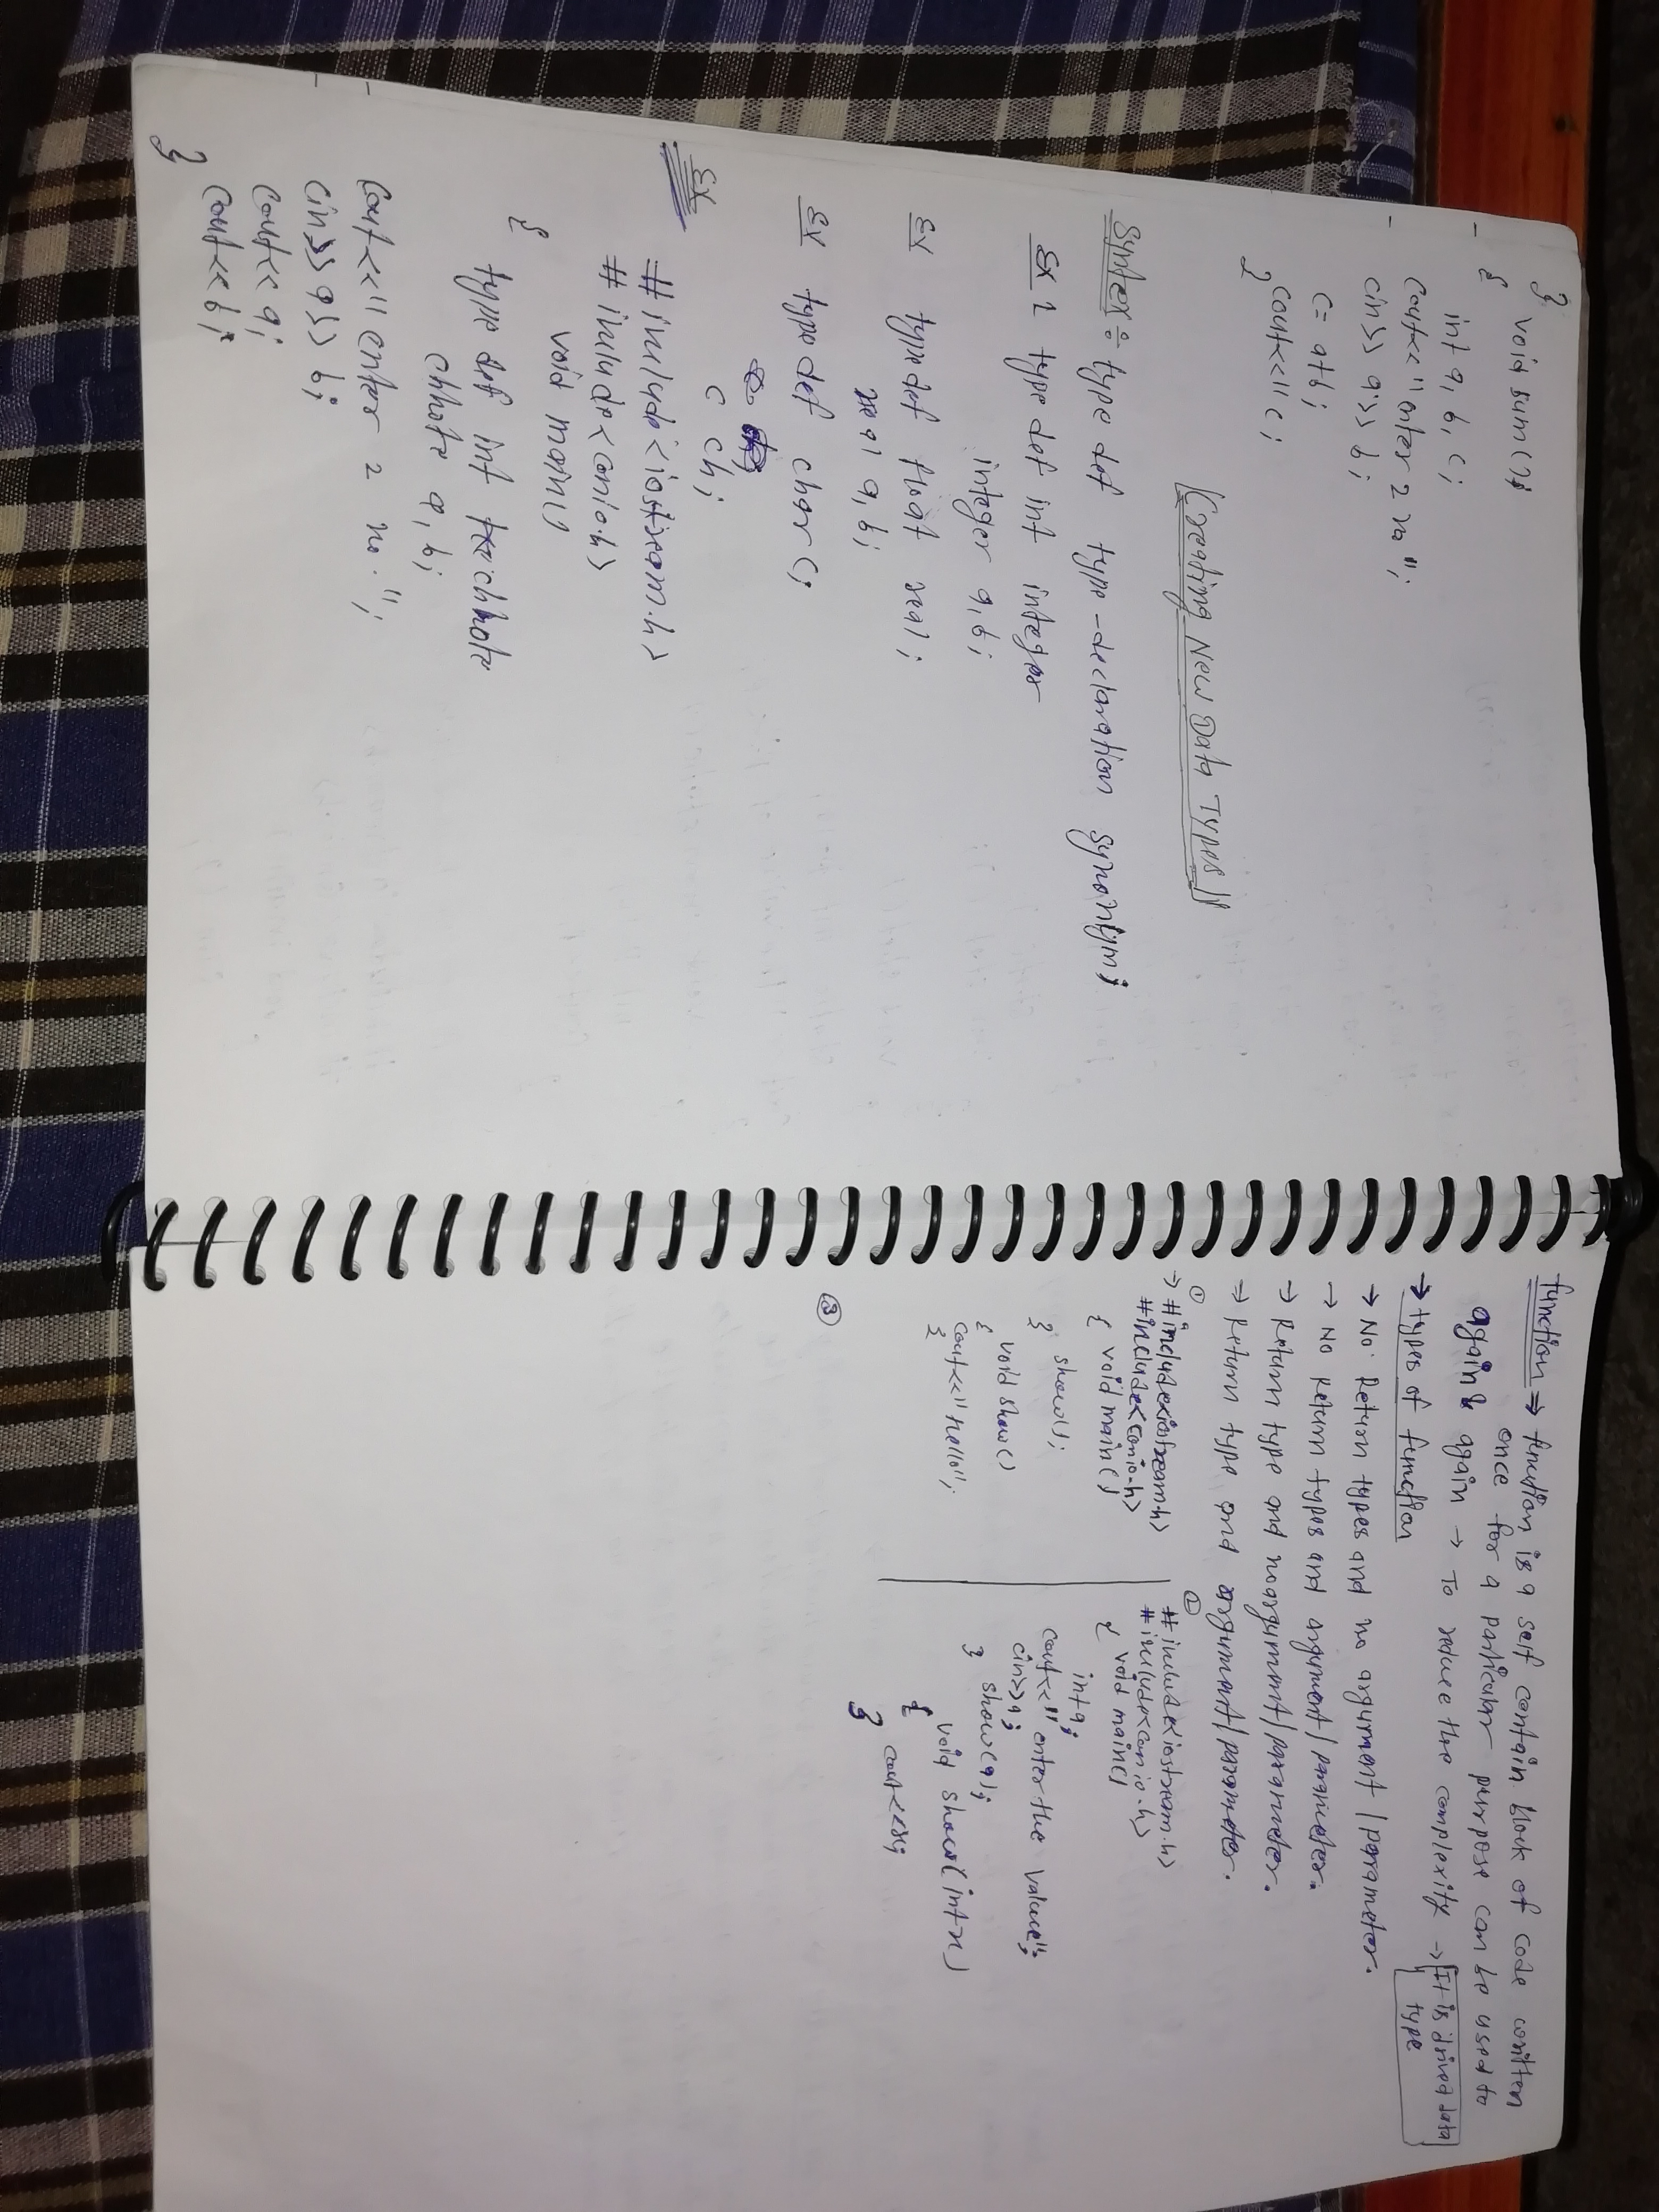 } void sum();
{
int a, b, c;
cout<<" enter 2 no";
cin>> a>> b;
c= a+b;
cout<<" c;
}
Creating New Data Types
Syntex÷ type def type-declaration synonym;
Ex 1 type def int integer
integer a, b;
Ex type def float real;
real a, b;
Ex type def char c;
c ch;
Ex
#inlude<iostream.h>
#inlude<conio.h>
void main()
{
type def int chhote
chhote a, b;
cout<<" enter 2 no.";
cin>> a>> b;
cout<< a;
cout<< b;
}
function ⇒ function is a self contain block of code written
once for a particular purpose can be used to
again & again → To reduce the complexity → It is drived data
type
→ types of function
→ No. Return types and no argument / parameter.
→ No Return types and argument / parameter.
→ Return type and no argument / parameter.
→ Return type and argument / parameter.
①
→ #include<iostream.h>
#include<conio.h>
void main()
{
show();
}
void show()
{
cout<<" hello";
}
②
#include<iostream.h>
#include<conio.h>
void main()
{
int a;
cout<<" enter the value";
cin>>a;
show(a);
}
void show(int x)
{
cout<<x;
}
③